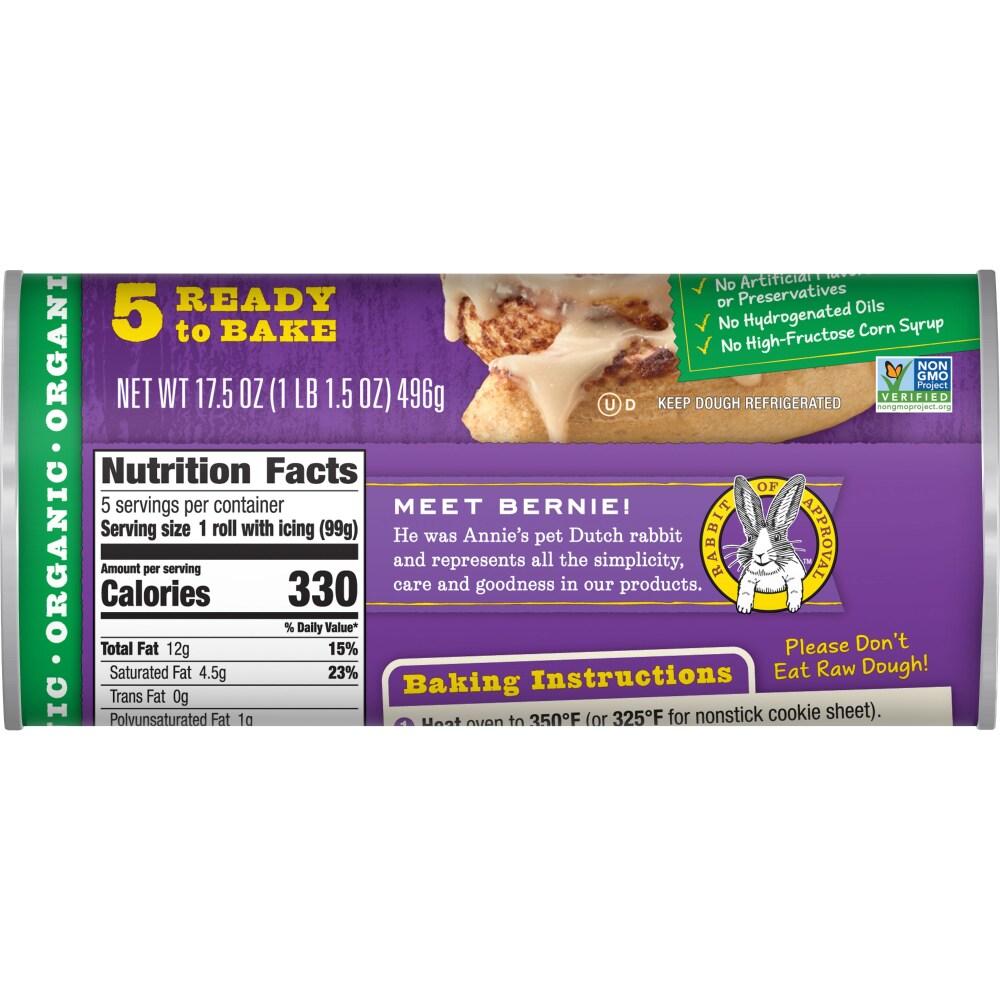 ORGANIC • ORGANI
IC •
5 READY
to BAKE
NET WT 17.5 OZ (1 LB 1.5 OZ) 496g
No Artificial
or Preservatives
No Hydrogenated Oils
No High-Fructose Corn Syrup
U D KEEP DOUGH REFRIGERATED
NON
GMO
Project
VERIFIED
nongmoproject.org
Nutrition Facts
5 servings per container
Serving size 1 roll with icing (99g)
Amount per serving
Calories 330
% Daily Value*
Total Fat 12g 15%
Saturated Fat 4.5g 23%
Trans Fat 0g
Polyunsaturated Fat 1g
MEET BERNIE!
He was Annie's pet Dutch rabbit
and represents all the simplicity,
care and goodness in our products.
RABBIT OF APPROVAL
TM
Please Don't
Eat Raw Dough!
Baking Instructions
1 Heat oven to 350°F (or 325°F for nonstick cookie sheet).